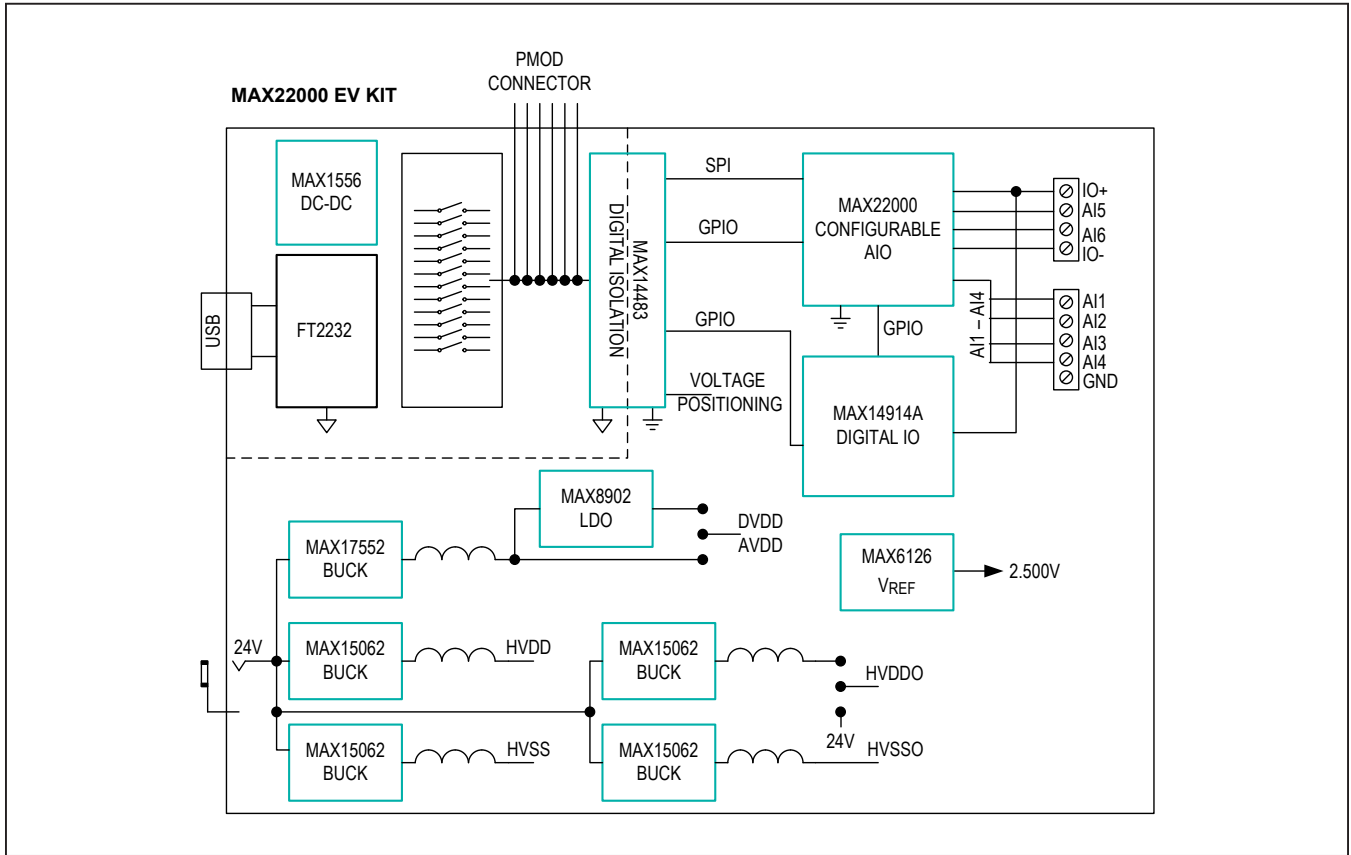 PMOD
CONNECTOR
MAX22000 EV KIT
MAX1556
DC-DC
USB
FT2232
MAX14483
DIGITAL ISOLATION
SPI
GPIO
GPIO
VOLTAGE
POSITIONING
MAX22000
CONFIGURABLE
AIO
GPIO
MAX14914A
DIGITAL IO
IO+
AI5
AI6
IO-
AI1 – AI4
AI1
AI2
AI3
AI4
GND
MAX8902
LDO
DVDD
AVDD
MAX17552
BUCK
MAX6126
VREF
2.500V
24V
MAX15062
BUCK
HVDD
MAX15062
BUCK
HVDDO
24V
MAX15062
BUCK
HVSS
MAX15062
BUCK
HVSSO